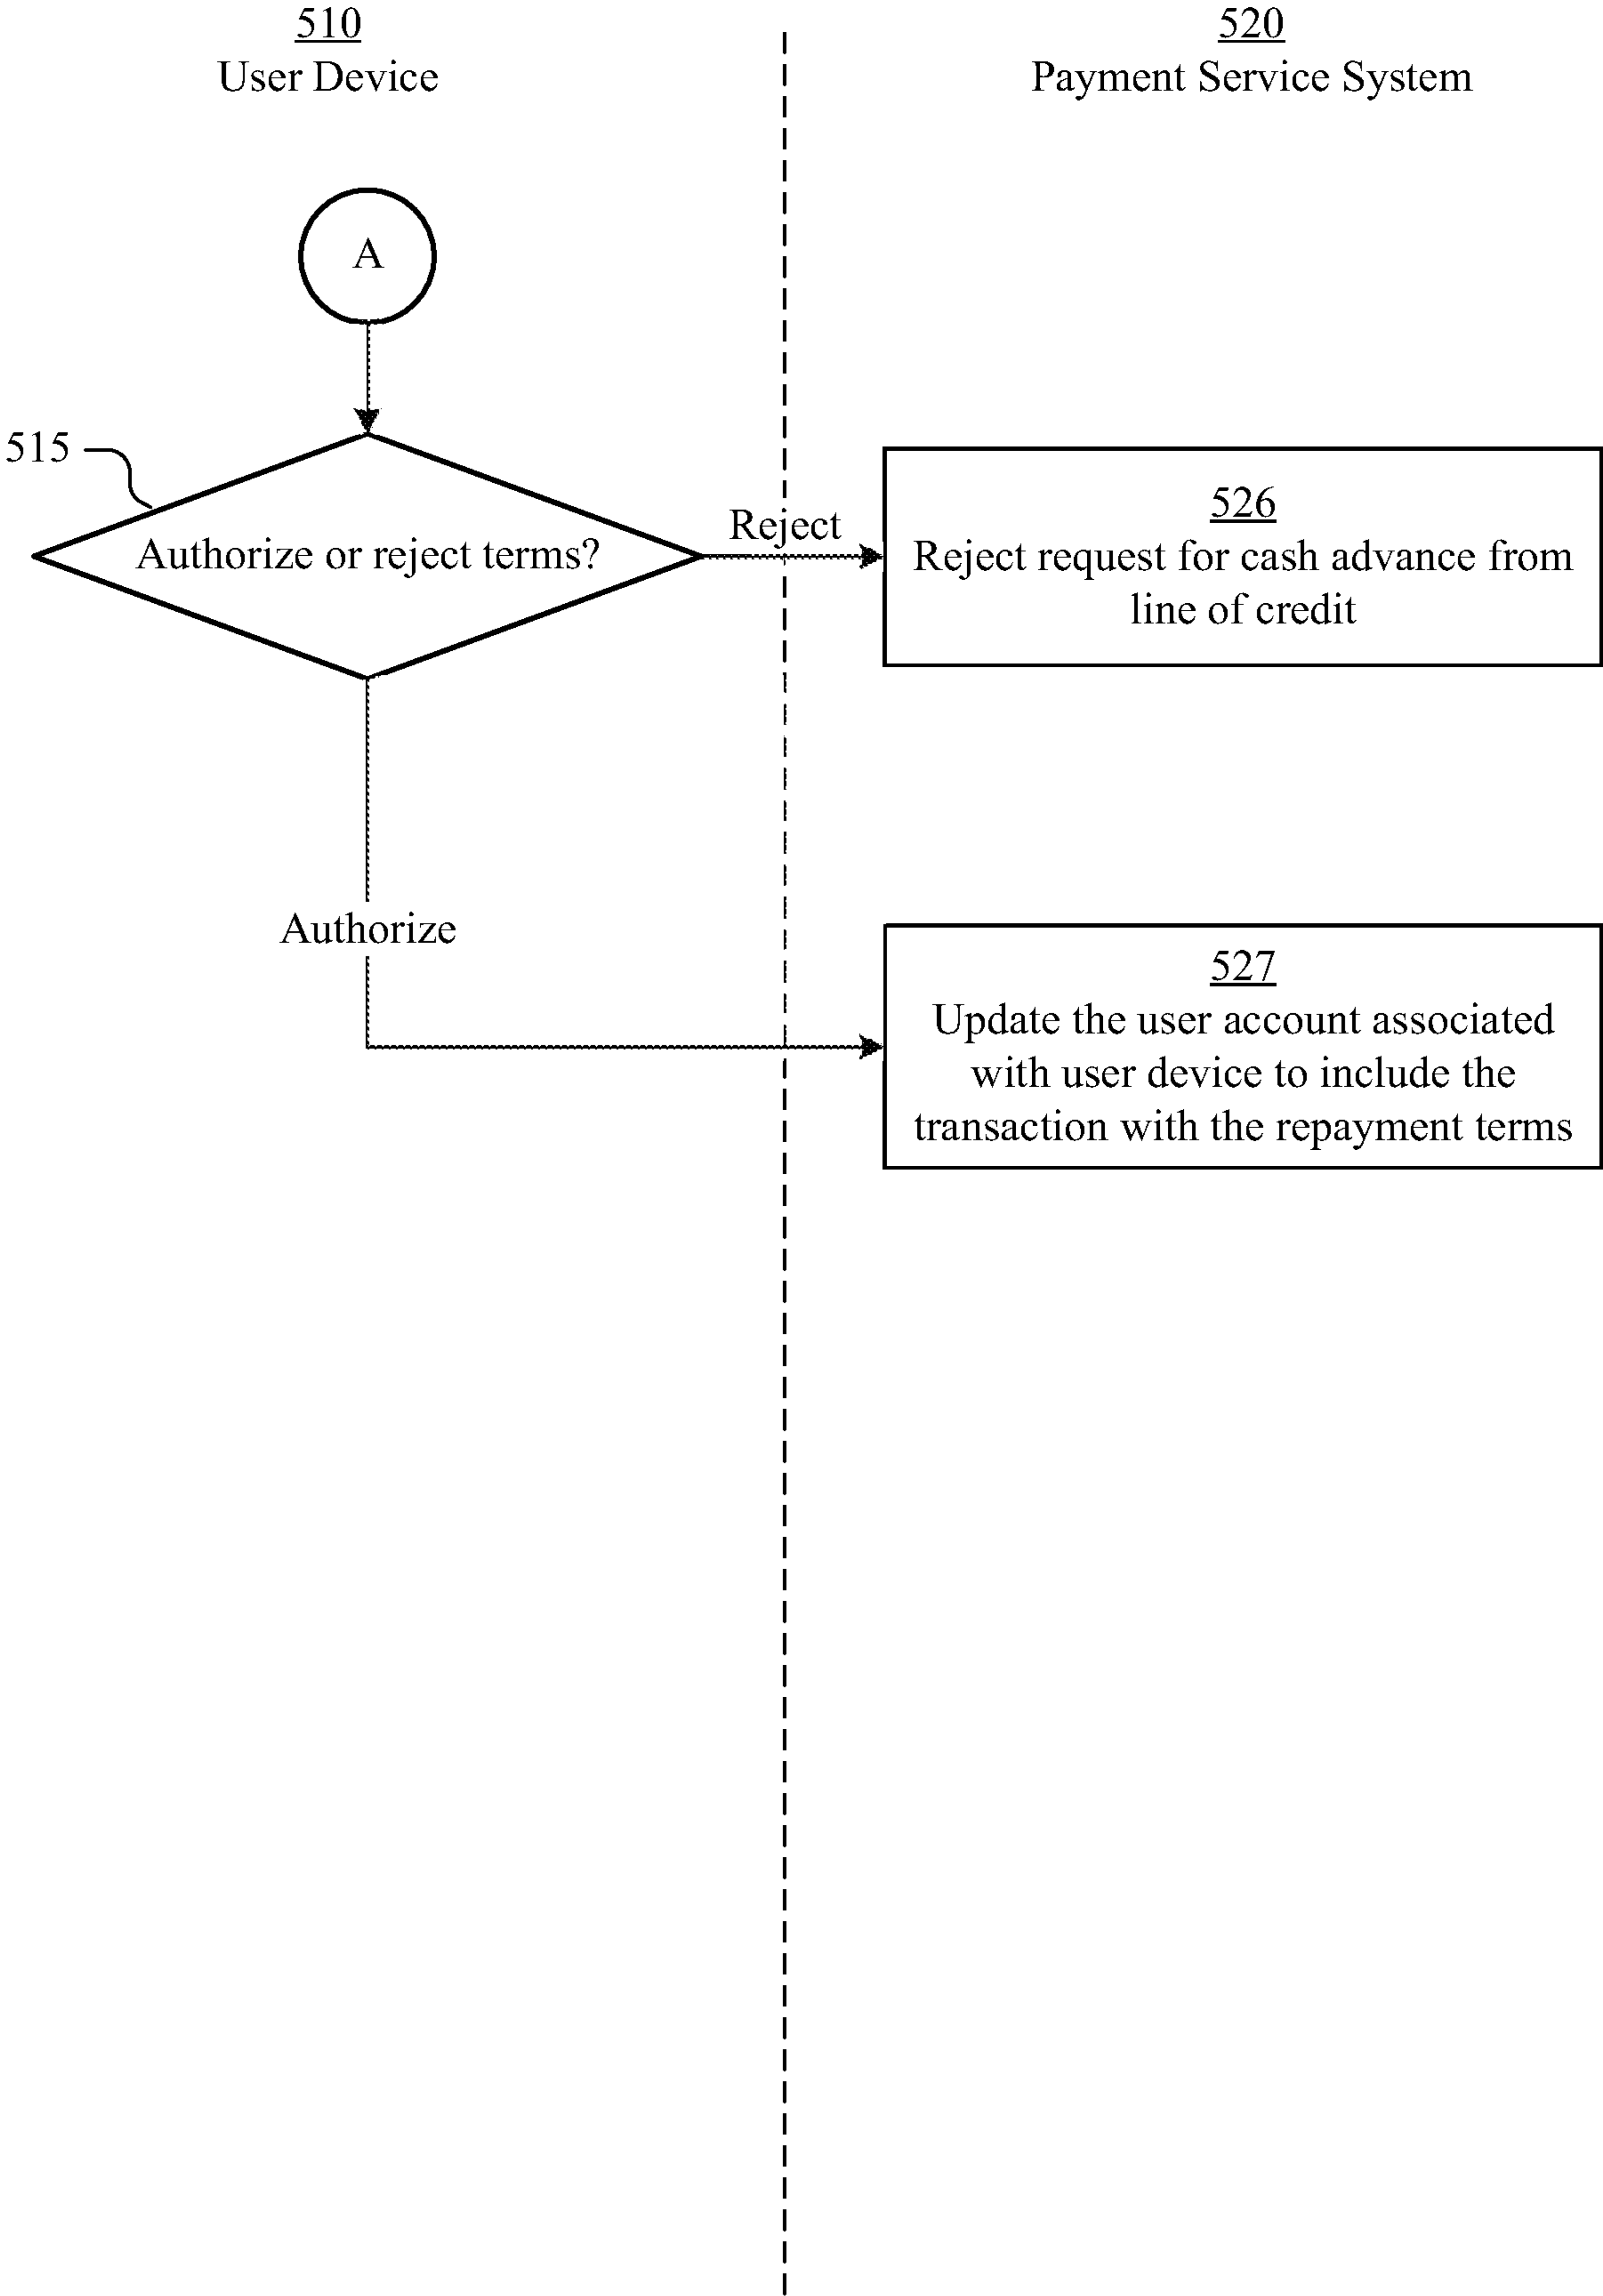 510
User Device
520
Payment Service System
A
515
Authorize or reject terms?
Reject
526
Reject request for cash advance from
line of credit
Authorize
527
Update the user account associated
with user device to include the
transaction with the repayment terms